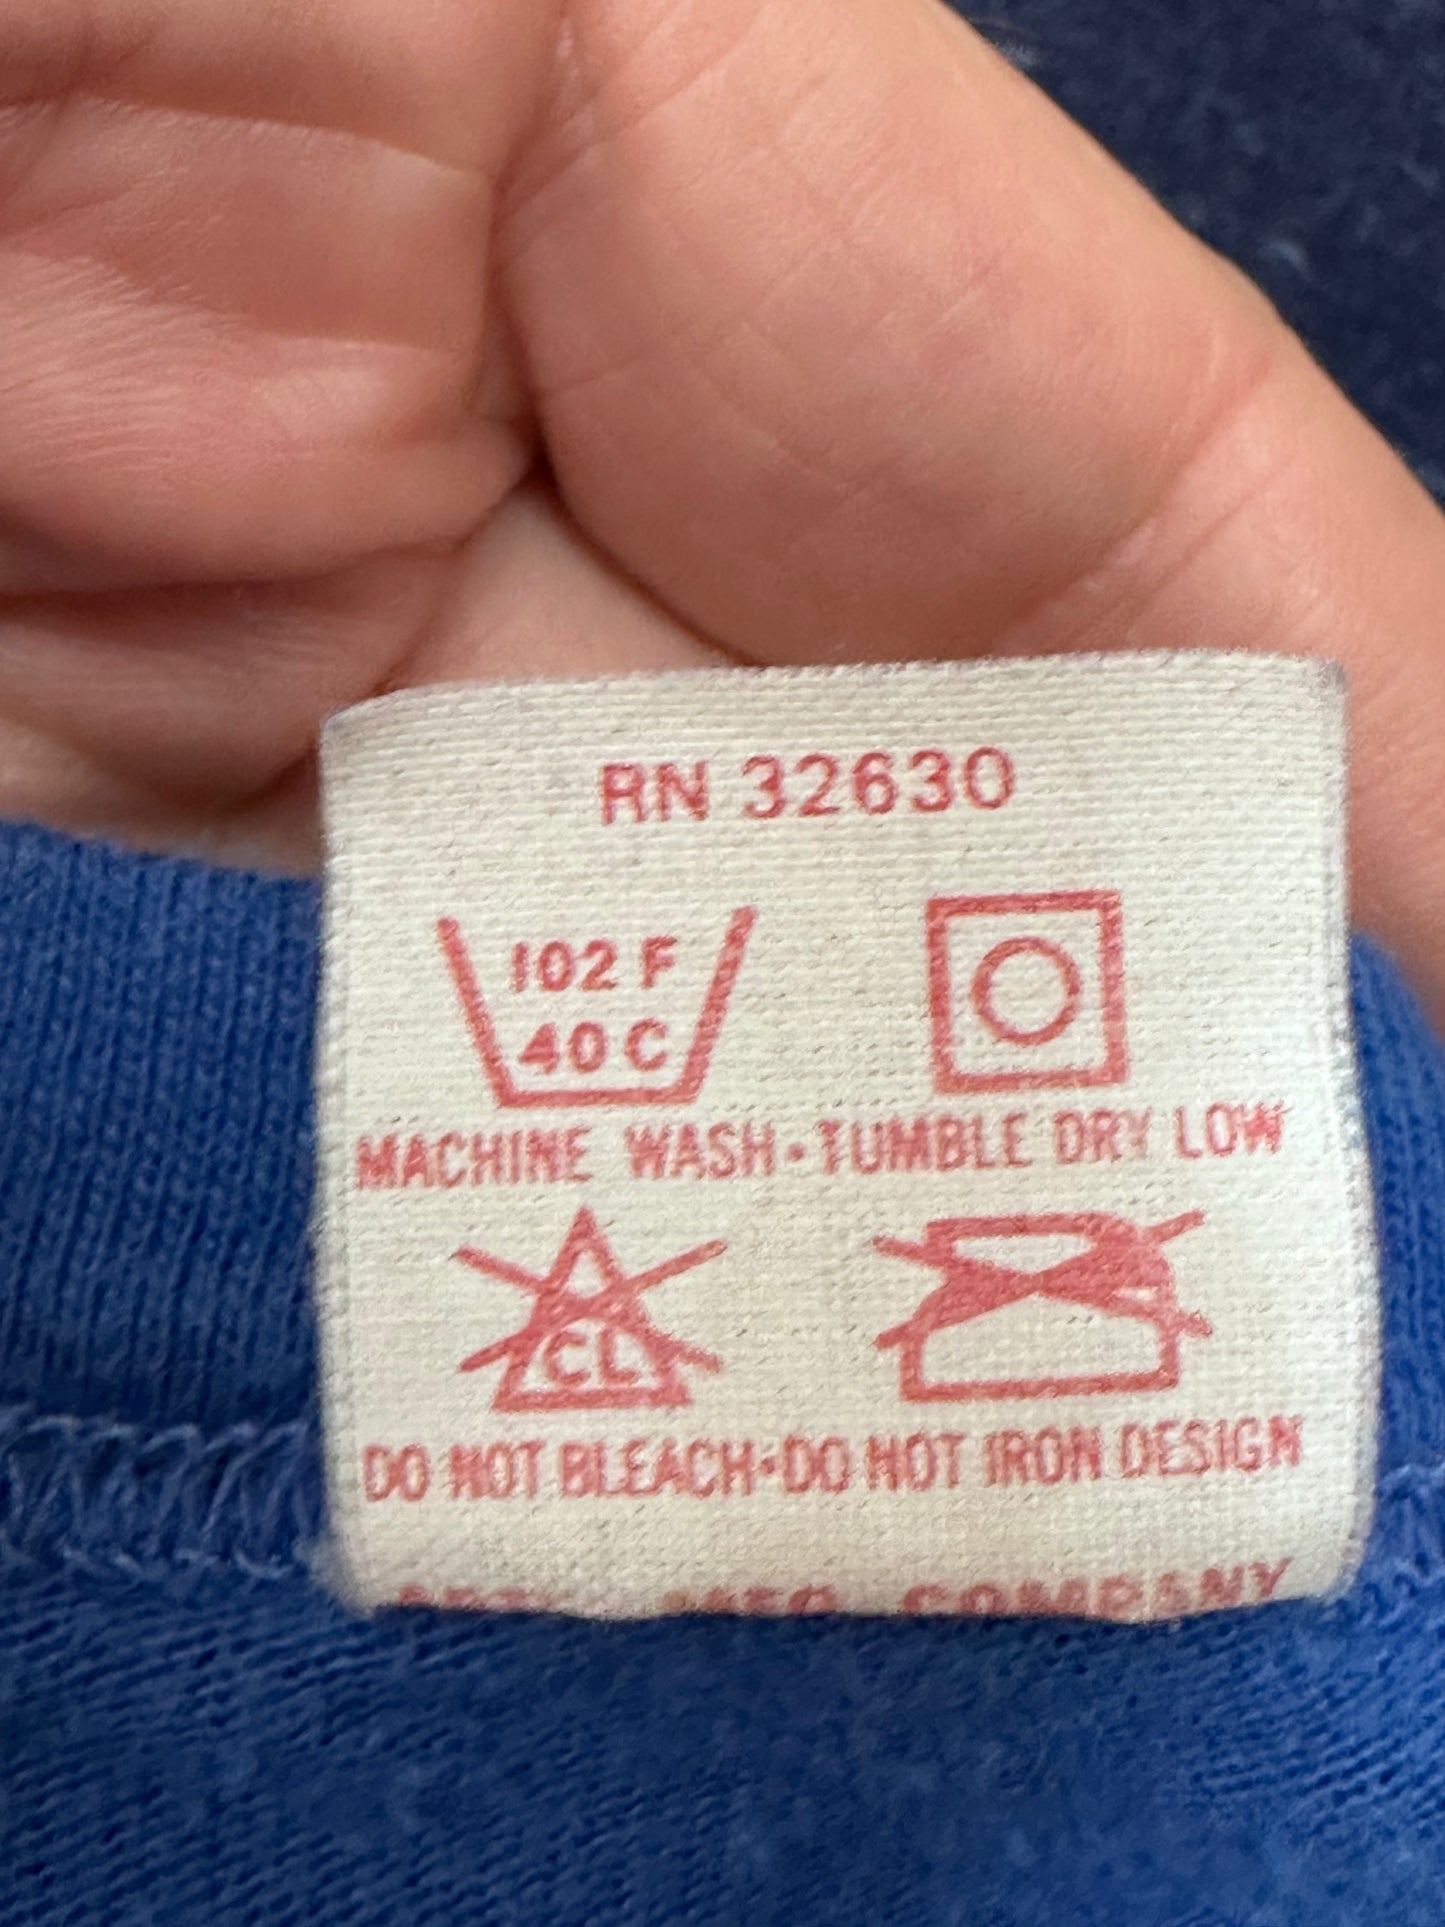 RN 32630
102 F
40 C
MACHINE WASH • TUMBLE DRY LOW
CL
DO NOT BLEACH • DO NOT IRON DESIGN
COMPANY